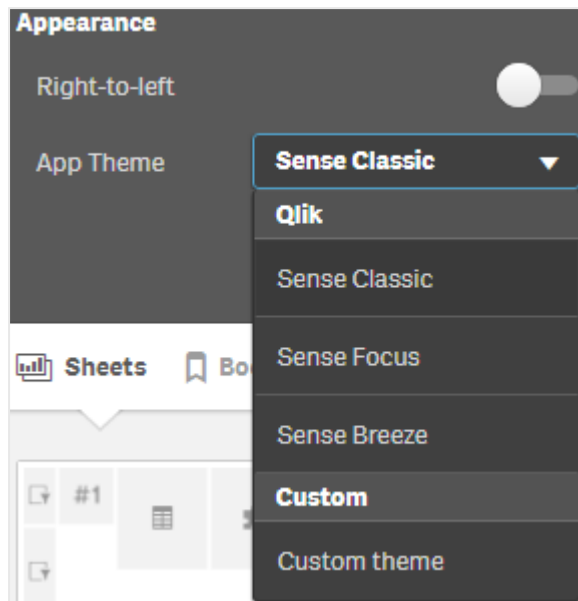 Appearance
Right-to-left
App Theme
Sense Classic
Qlik
Sense Classic
Sheets
Sense Focus
Sense Breeze
#1
Custom
Custom theme